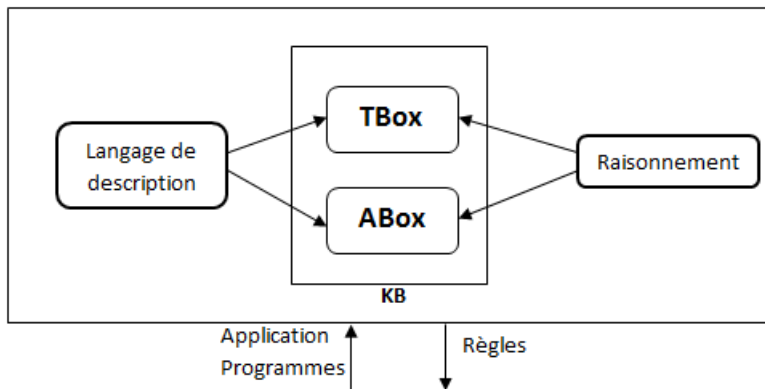 TBox
Langage de
description
Raisonnement
ABox
KB
Application
Programmes
Règles